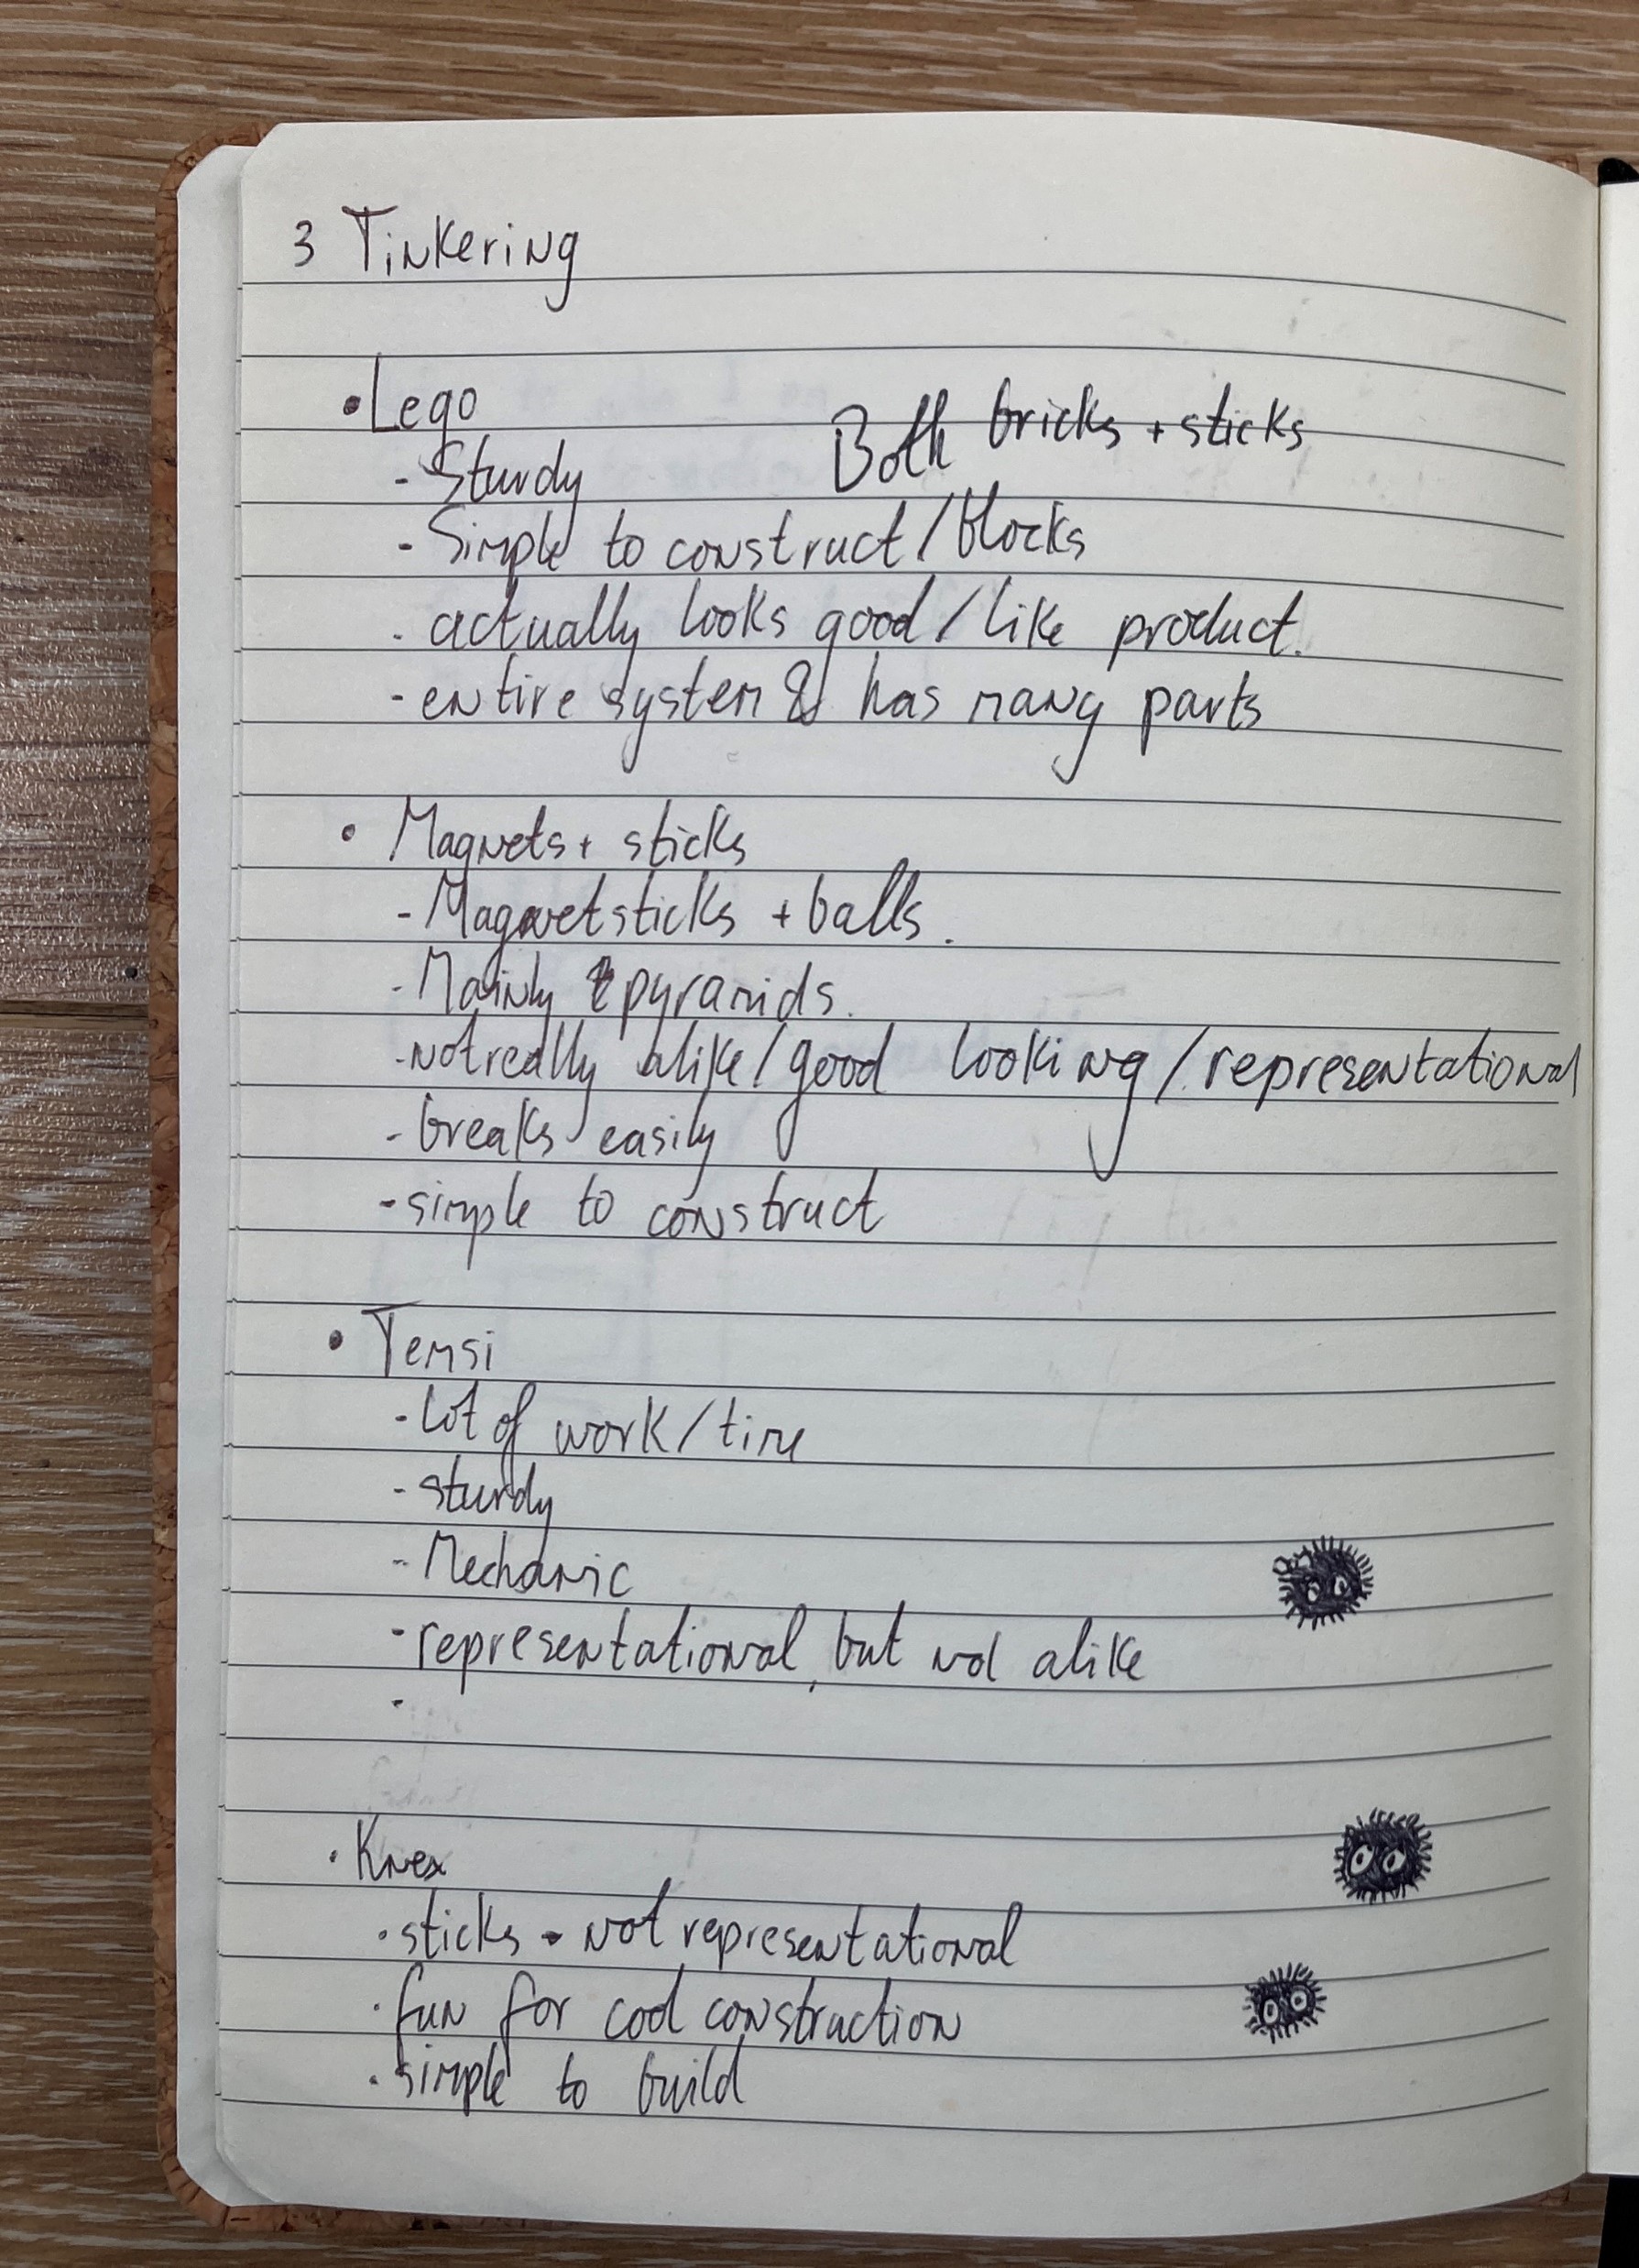 3 Tinkering
• Lego
Both bricks + sticks
- Sturdy
- Simple to construct/blocks
- actually looks good/like product.
- entire system & has many parts
• Magnets + sticks
- Magnetsticks + balls.
- Mainly pyramids.
- not really alike/good looking/representational
- breaks easily
- simple to construct
• Temsi
- lot of work/time
- sturdy
- Mechanic
- representational, but not alike
-
• Knex
• sticks - not representational
• fun for cool construction
• simple to build